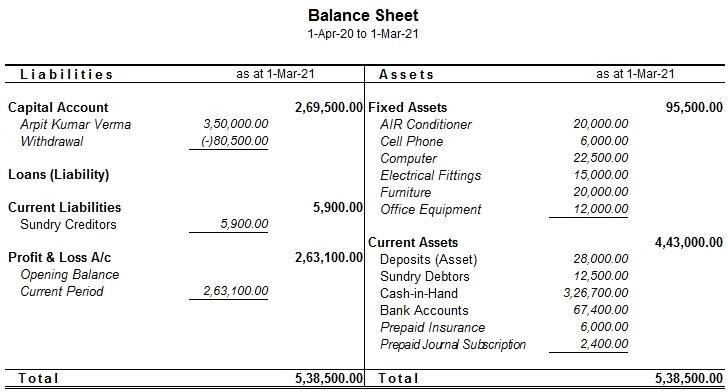 Balance Sheet
1-Apr-20 to 1-Mar-21
Liabilities as at 1-Mar-21 Assets as at 1-Mar-21
Capital Account 2,69,500.00 Fixed Assets 95,500.00
Arpit Kumar Verma 3,50,000.00 AIR Conditioner 20,000.00
Withdrawal (-)80,500.00 Cell Phone 6,000.00
Computer 22,500.00
Loans (Liability) Electrical Fittings 15,000.00
Furniture 20,000.00
Current Liabilities 5,900.00 Office Equipment 12,000.00
Sundry Creditors 5,900.00
Current Assets 4,43,000.00
Profit & Loss A/c 2,63,100.00 Deposits (Asset) 28,000.00
Opening Balance Sundry Debtors 12,500.00
Current Period 2,63,100.00 Cash-in-Hand 3,26,700.00
Bank Accounts 67,400.00
Prepaid Insurance 6,000.00
Prepaid Journal Subscription 2,400.00
Total 5,38,500.00 Total 5,38,500.00